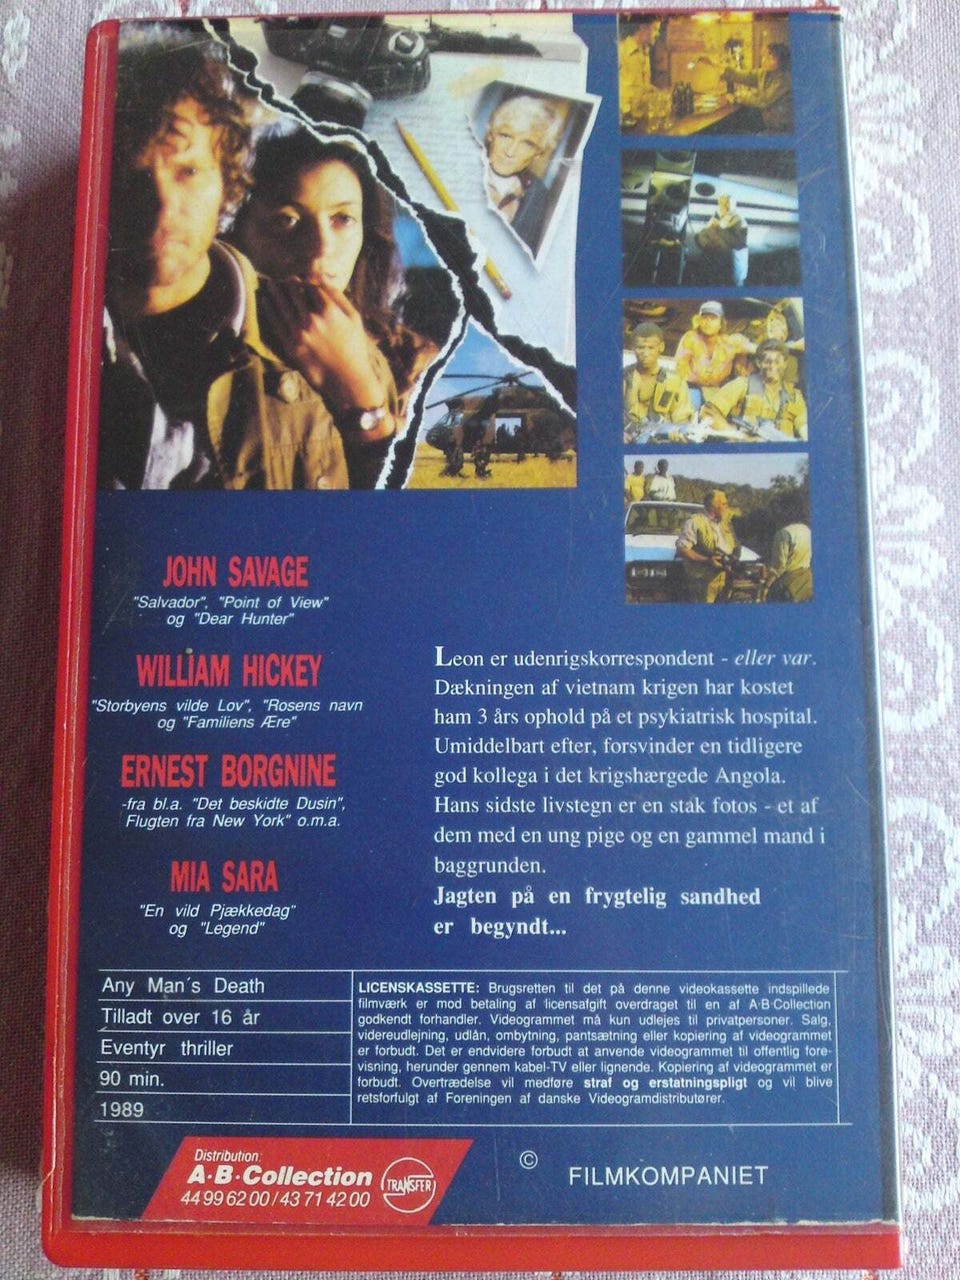 JOHN SAVAGE
"Salvador", "Point of View"
og "Dear Hunter"
WILLIAM HICKEY
"Storbyens vilde Lov", "Rosens navn
og "Familiens Ære"
ERNEST BORGNINE
-fra bl.a. "Det beskidte Dusin",
Flugten fra New York" o.m.a.
MIA SARA
"En vild Pjækkedag"
og "Legend"
Leon er udenrigskorrespondent - eller var.
Dækningen af vietnam krigen har kostet
ham 3 års ophold på et psykiatrisk hospital.
Umiddelbart efter, forsvinder en tidligere
god kollega i det krigshærgede Angola.
Hans sidste livstegn er en stak fotos - et af
dem med en ung pige og en gammel mand i
baggrunden.
Jagten på en frygtelig sandhed
er begyndt...
Any Man´s Death
Tilladt over 16 år
Eventyr thriller
90 min.
1989
LICENSKASSETTE: Brugsretten til det på denne videokassette indspillede
filmværk er mod betaling af licensafgift overdraget til en af A·B·Collection
godkendt forhandler. Videogrammet må kun udlejes til privatpersoner. Salg,
videreudlejning, udlån, ombytning, pantsætning eller kopiering af videogrammet
er forbudt. Det er endvidere forbudt at anvende videogrammet til offentlig fore-
visning, herunder gennem kabel-TV eller lignende. Kopiering af videogrammet er
forbudt. Overtrædelse vil medføre straf og erstatningspligt og vil blive
retsforfulgt af Foreningen af danske Videogramdistributører.
Distribution:
A·B·Collection
44 99 62 00 / 43 71 42 00
TRANSFER
© FILMKOMPANIET